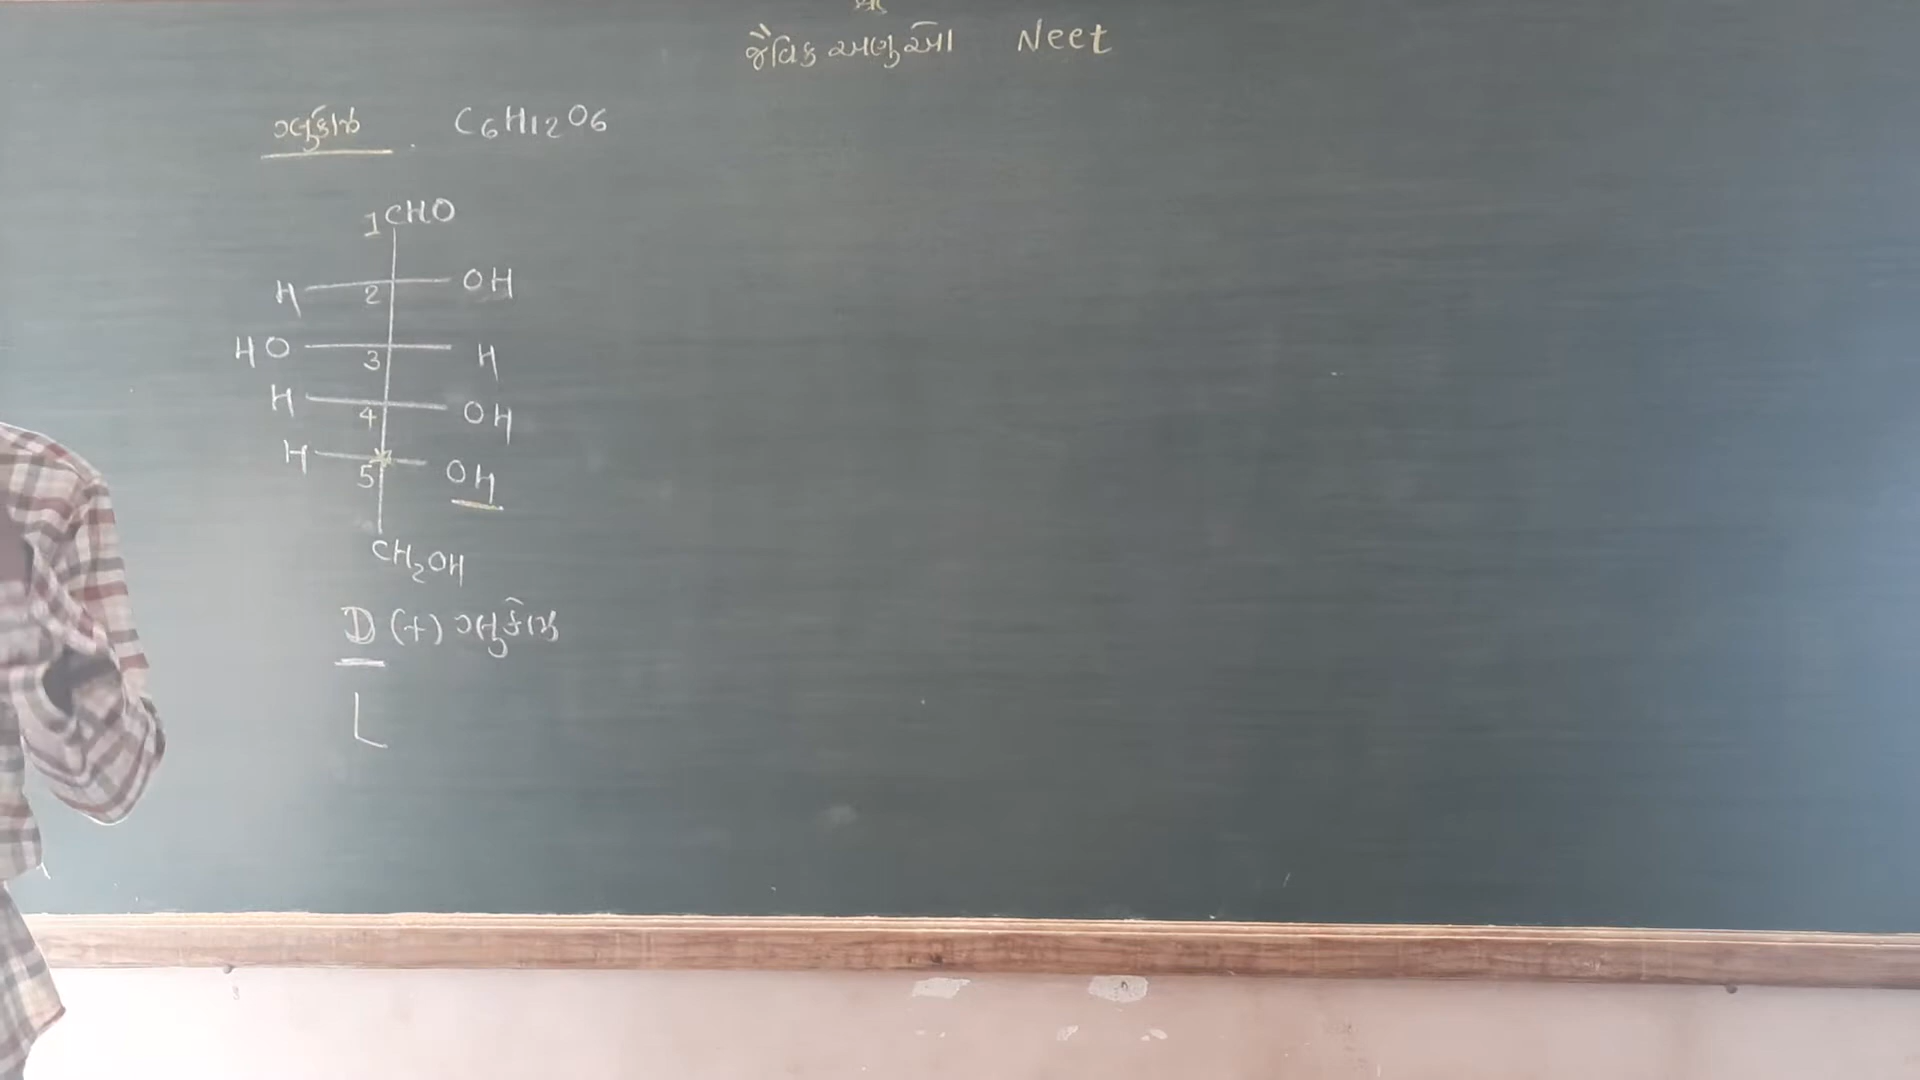 જૈવિક અણુઓ Neet
ગ્લુકોઝ. C6H12O6
1CHO
H 2 OH
HO 3 H
H 4 OH
H 5 OH
CH2OH
D (+) ગ્લુકોઝ
L